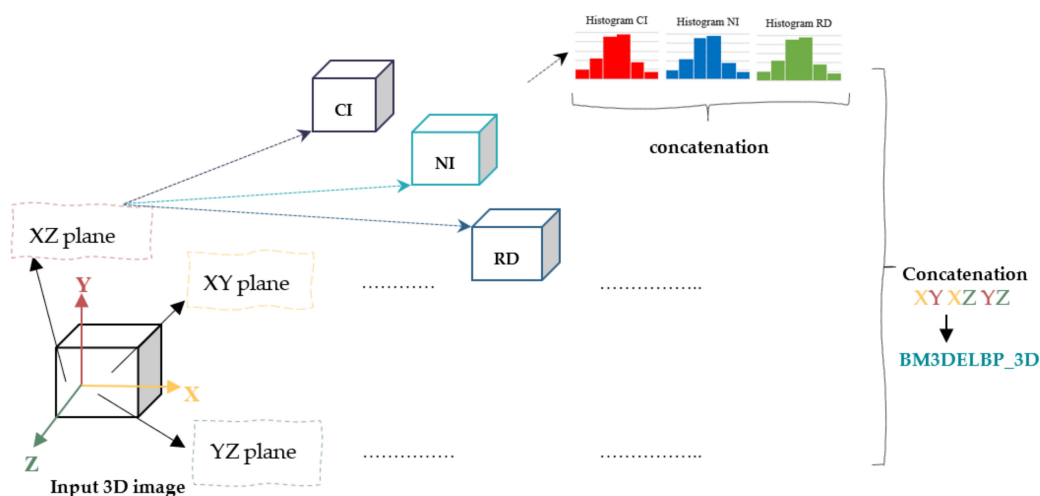 Histogram CI
Histogram NI
Histogram RD
CI
NI
RD
concatenation
XZ plane
XY plane
............
................
Y
X
Z
YZ plane
...............
................
Input 3D image
Concatenation
XY XZ YZ
BM3DELBP_3D